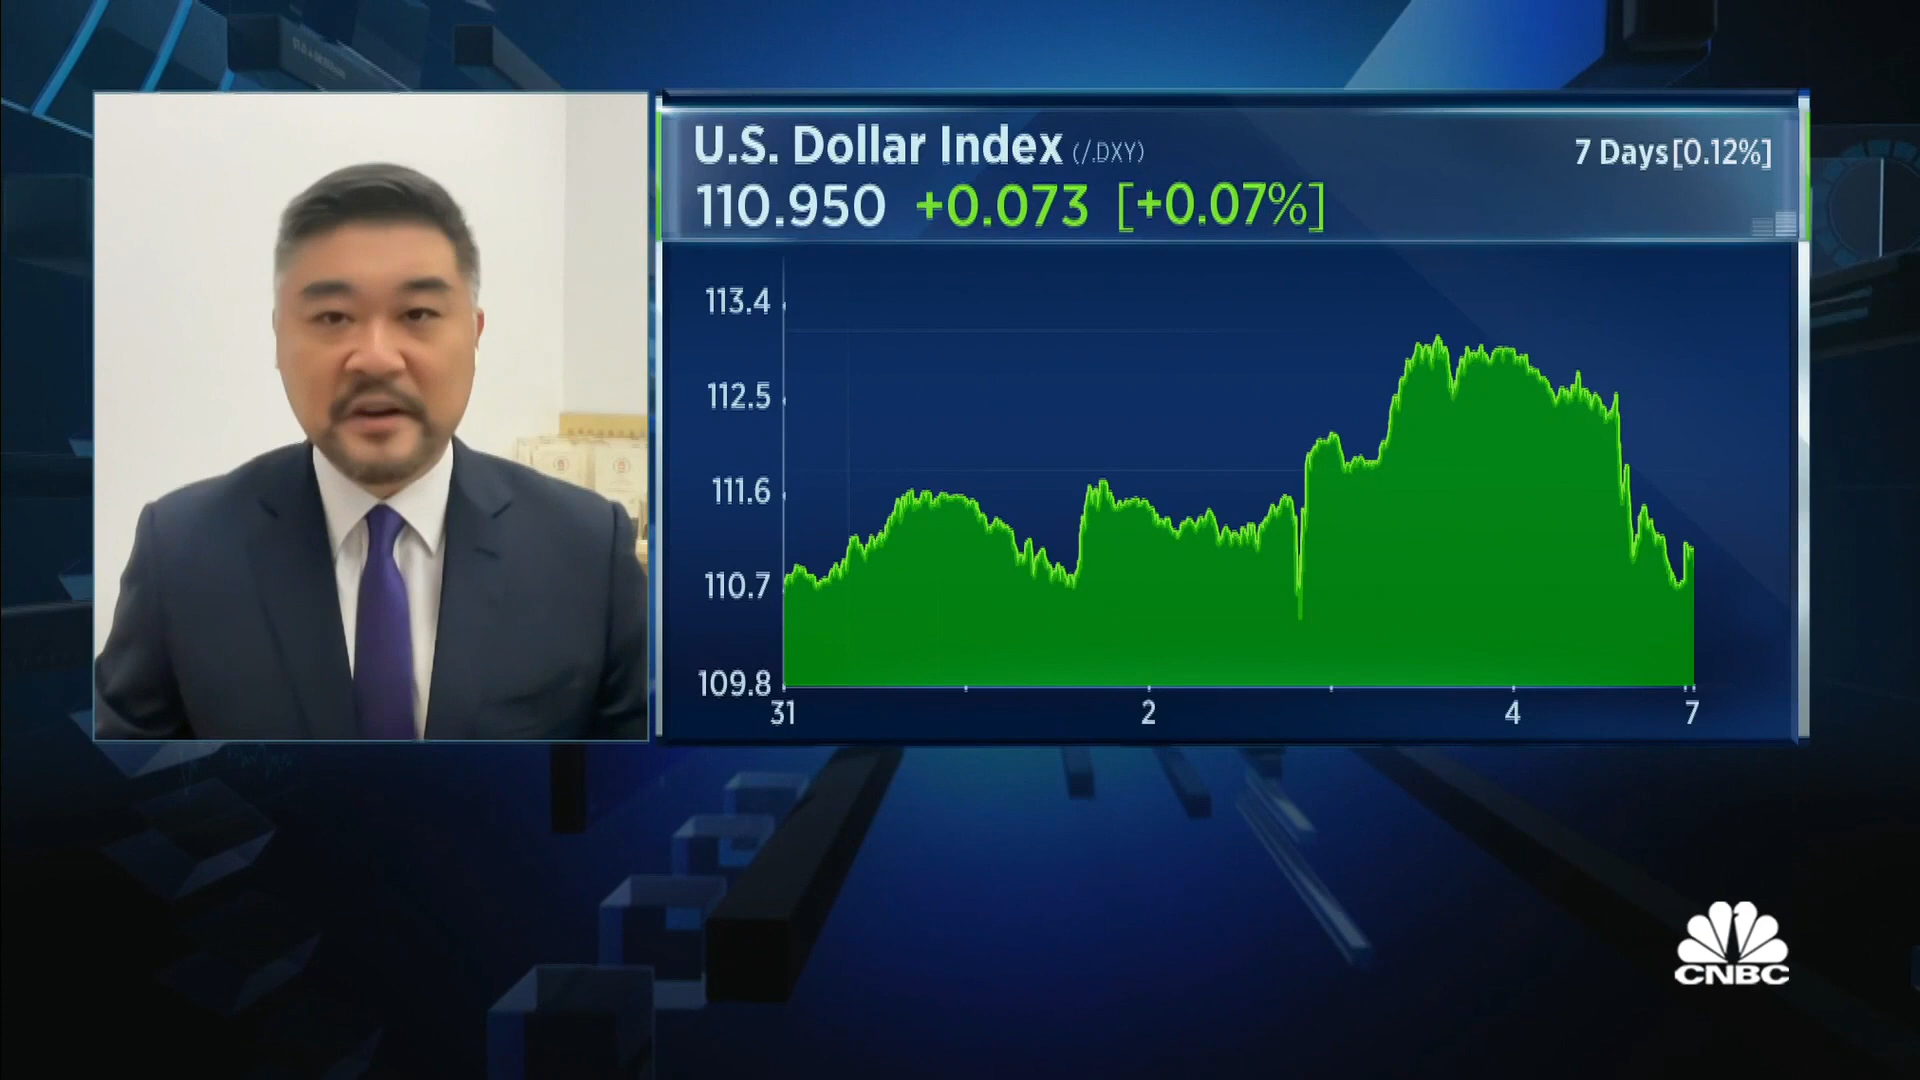 U.S. Dollar Index (/.DXY)
7 Days [0.12%]
110.950 +0.073 [+0.07%]
113.4
112.5
111.6
110.7
109.8
31 2 4 7
CNBC